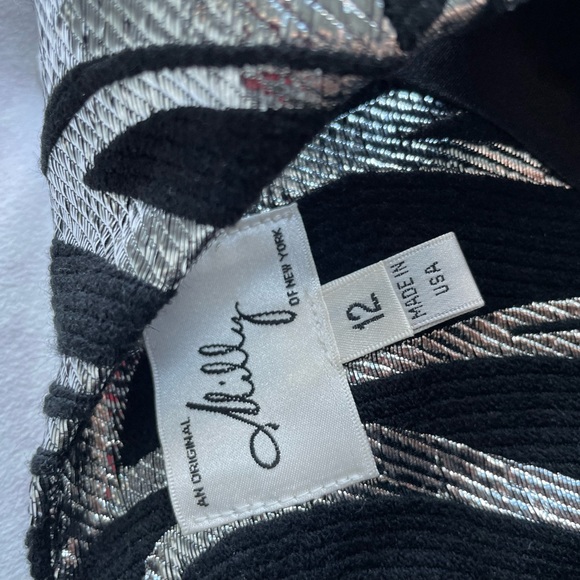 AN ORIGINAL
Milly
OF NEW YORK
12
MADE IN
USA